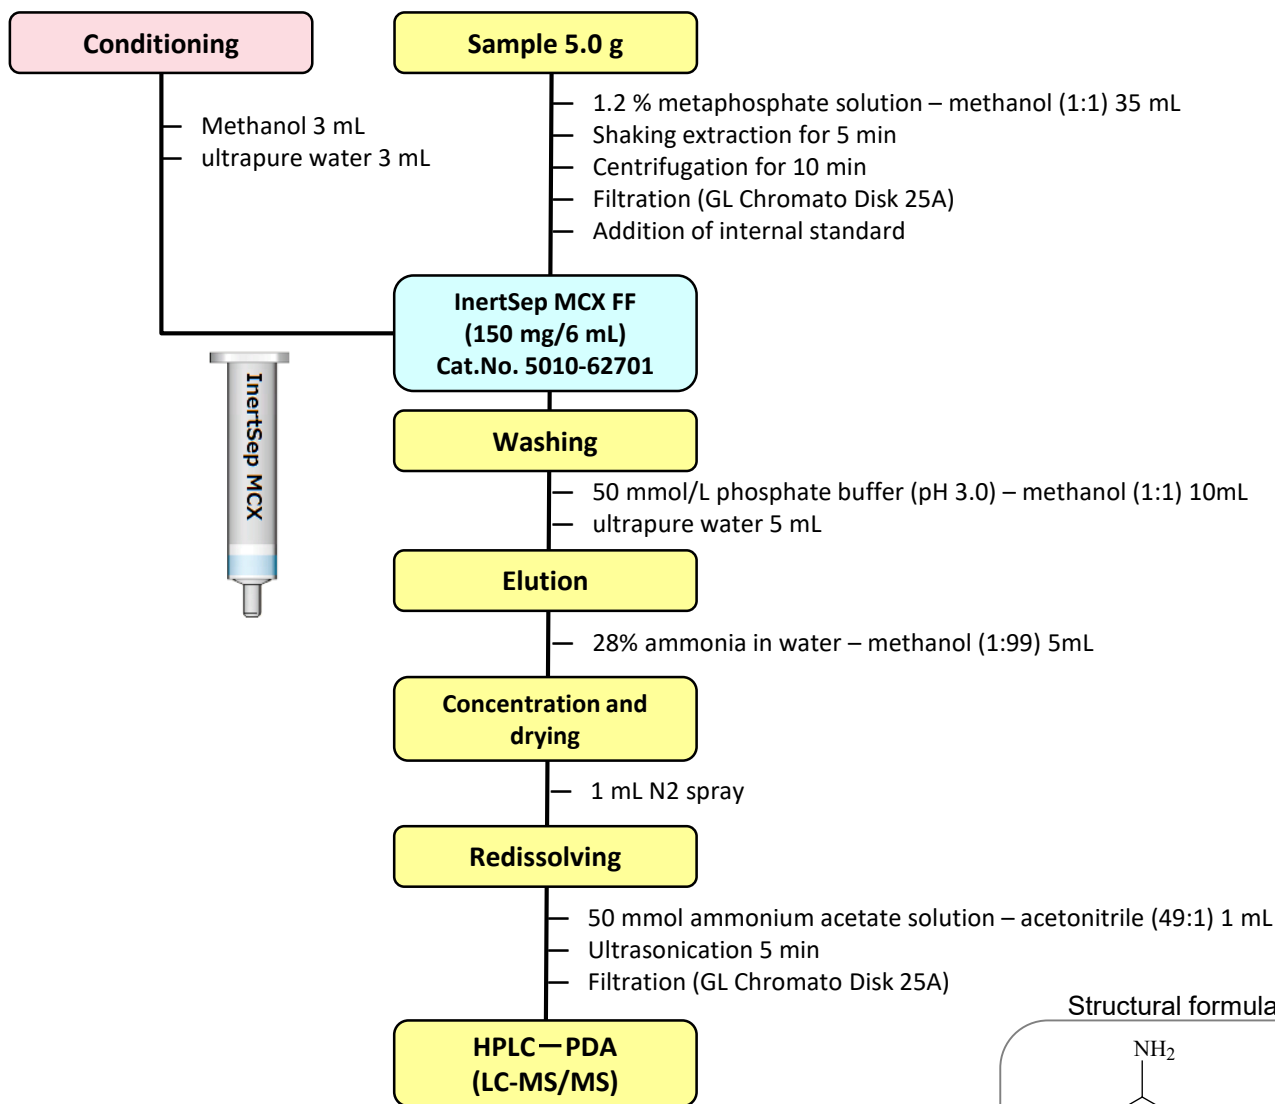 Conditioning
Methanol 3 mL
ultrapure water 3 mL
Sample 5.0 g
1.2 % metaphosphate solution – methanol (1:1) 35 mL
Shaking extraction for 5 min
Centrifugation for 10 min
Filtration (GL Chromato Disk 25A)
Addition of internal standard
InertSep MCX FF
(150 mg/6 mL)
Cat.No. 5010-62701
InertSep MCX
Washing
50 mmol/L phosphate buffer (pH 3.0) – methanol (1:1) 10mL
ultrapure water 5 mL
Elution
28% ammonia in water – methanol (1:99) 5mL
Concentration and
drying
1 mL N2 spray
Redissolving
50 mmol ammonium acetate solution – acetonitrile (49:1) 1 mL
Ultrasonication 5 min
Filtration (GL Chromato Disk 25A)
HPLC－PDA
(LC-MS/MS)
Structural formula
NH2